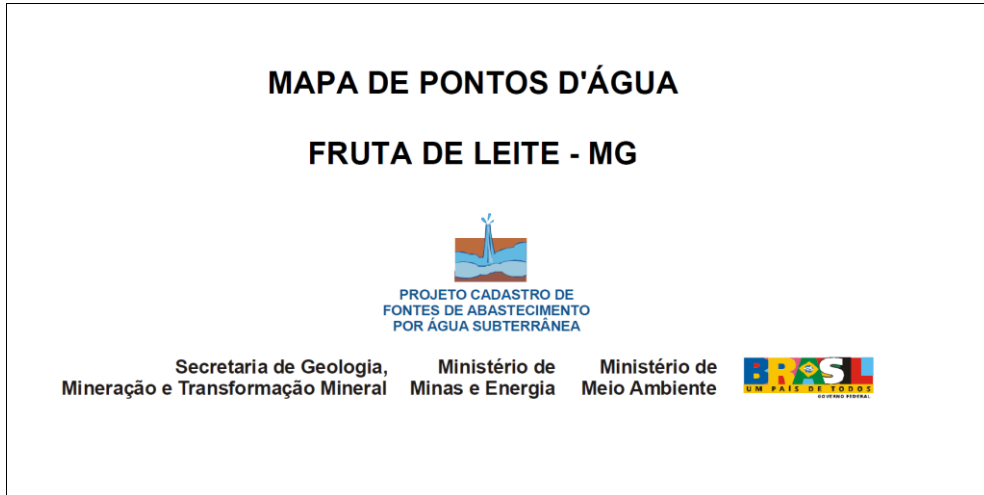 MAPA DE PONTOS D'ÁGUA
FRUTA DE LEITE - MG
PROJETO CADASTRO DE
FONTES DE ABASTECIMENTO
POR ÁGUA SUBTERRÂNEA
Secretaria de Geologia,
Mineração e Transformação Mineral
Ministério de
Minas e Energia
Ministério de
Meio Ambiente
BRASIL
UM PAÍS DE TODOS
GOVERNO FEDERAL